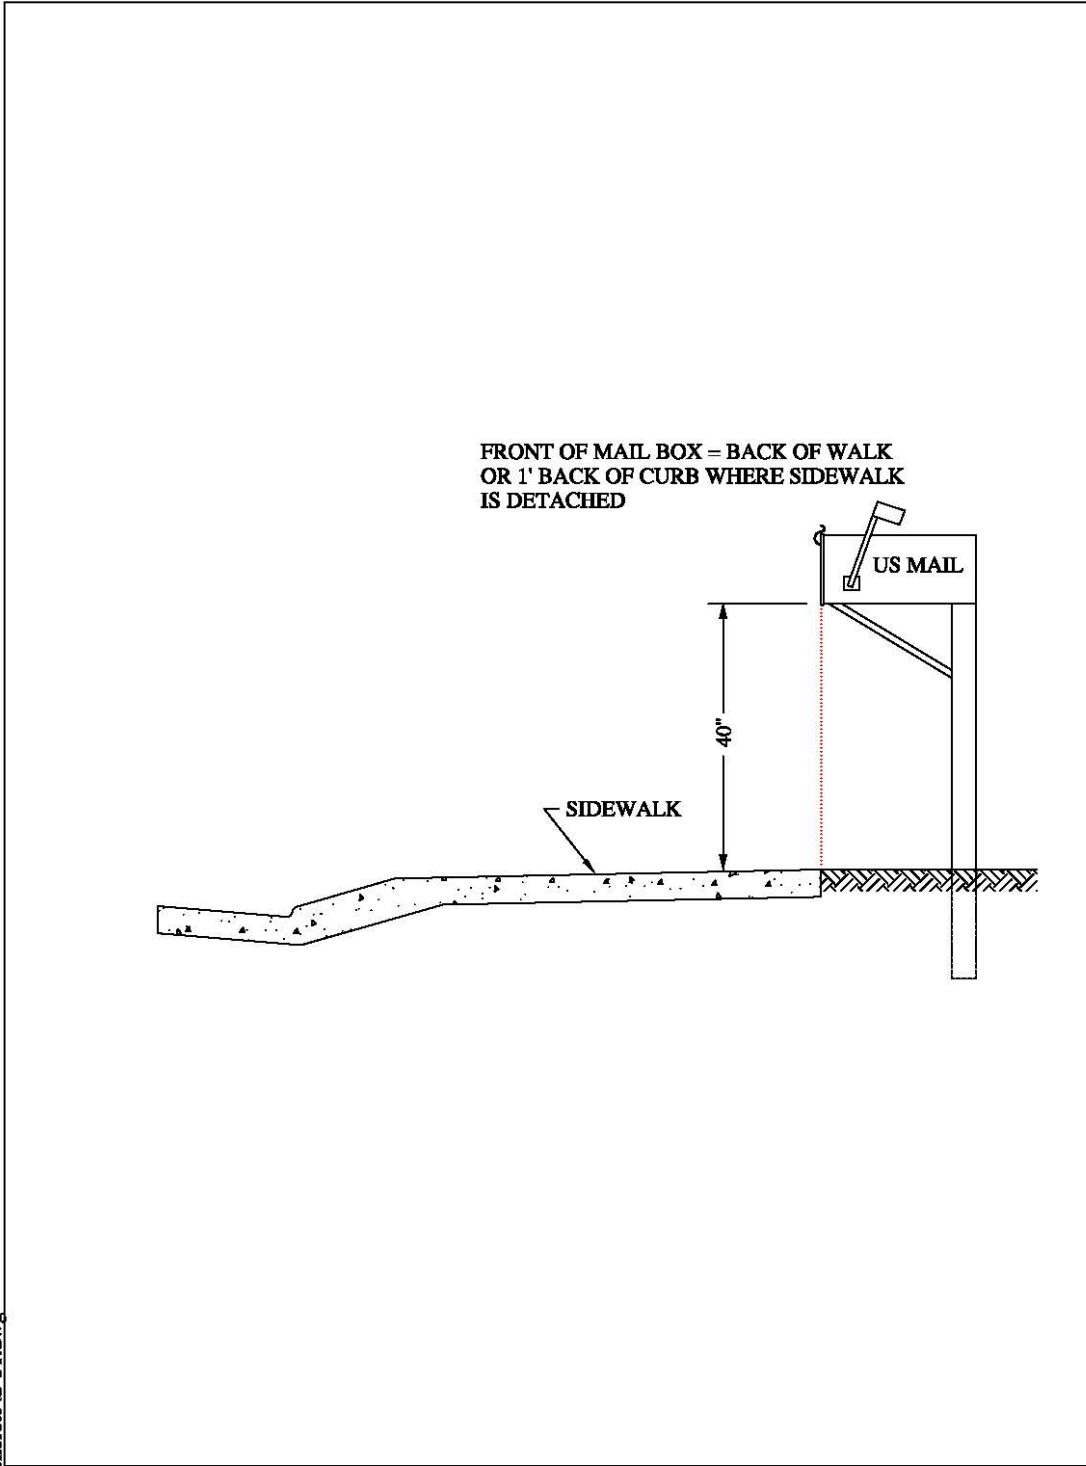 FRONT OF MAIL BOX = BACK OF WALK
OR 1' BACK OF CURB WHERE SIDEWALK
IS DETACHED
US MAIL
40"
SIDEWALK